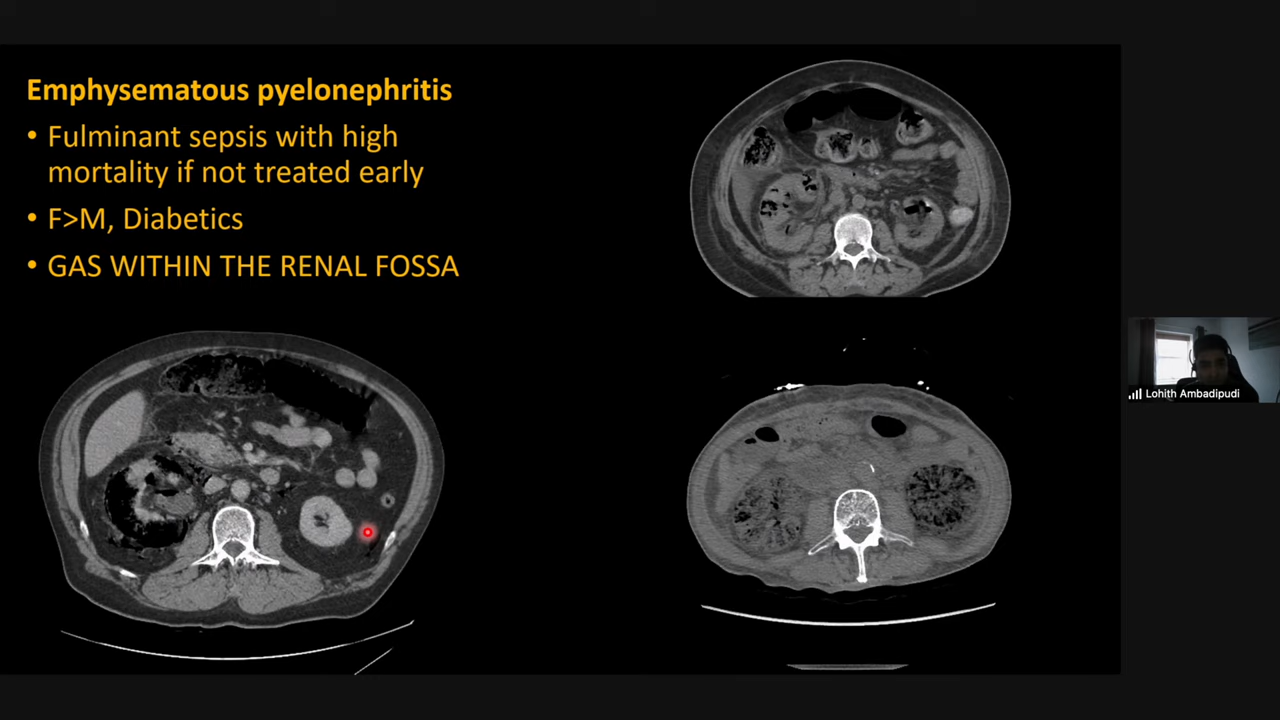 Emphysematous pyelonephritis
• Fulminant sepsis with high
mortality if not treated early
• F>M, Diabetics
• GAS WITHIN THE RENAL FOSSA
Lohith Ambadipudi